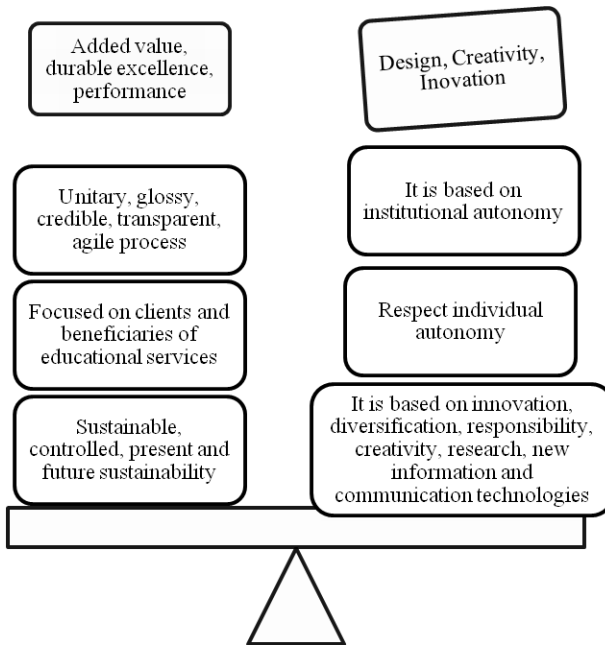 Added value,
durable excellence,
performance
Design, Creativity,
Inovation
Unitary, glossy,
credible, transparent,
agile process
It is based on
institutional autonomy
Focused on clients and
beneficiaries of
educational services
Respect individual
autonomy
Sustainable,
controlled, present and
future sustainability
It is based on innovation,
diversification, responsibility,
creativity, research, new
information and
communication technologies